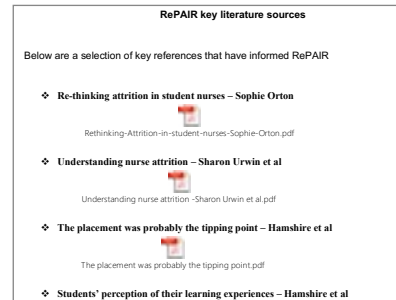 RePAIR key literature sources
Below are a selection of key references that have informed RePAIR
❖ Re-thinking attrition in student nurses – Sophie Orton
Rethinking-Attrition-in-student-nurses-Sophie-Orton.pdf
❖ Understanding nurse attrition – Sharon Urwin et al
Understanding nurse attrition -Sharon Urwin et al.pdf
❖ The placement was probably the tipping point – Hamshire et al
The placement was probably the tipping point.pdf
❖ Students' perception of their learning experiences – Hamshire et al